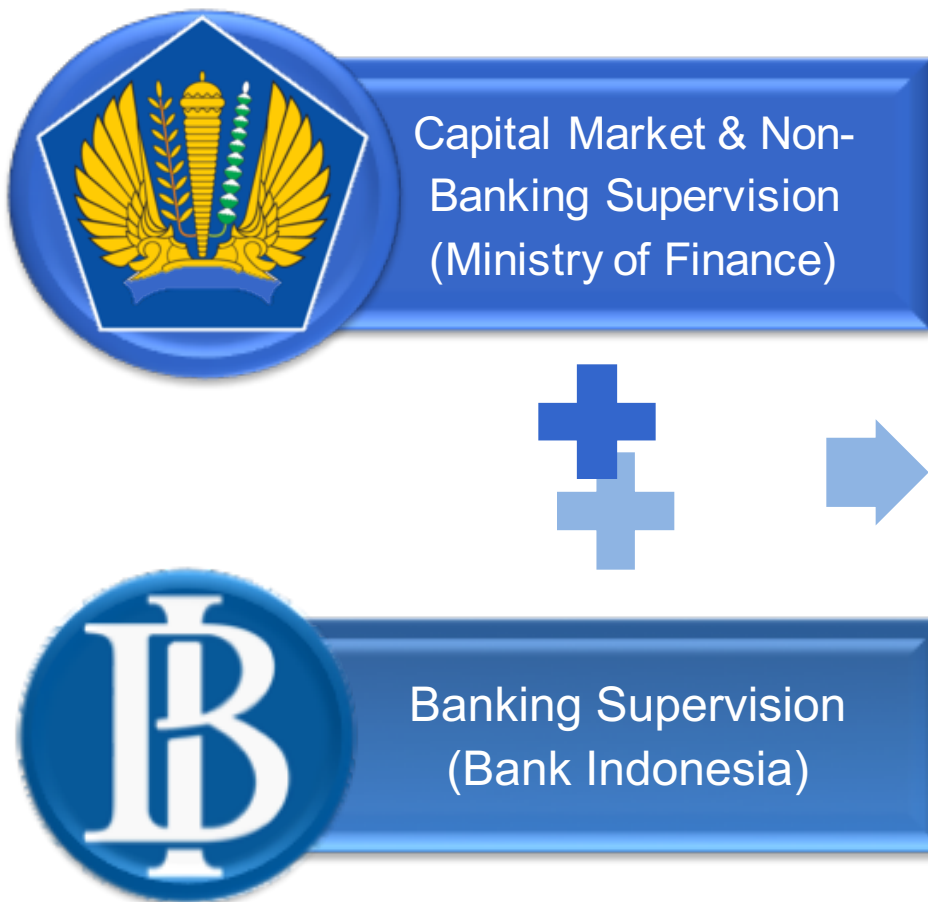 Capital Market & Non-
Banking Supervision
(Ministry of Finance)
Banking Supervision
(Bank Indonesia)